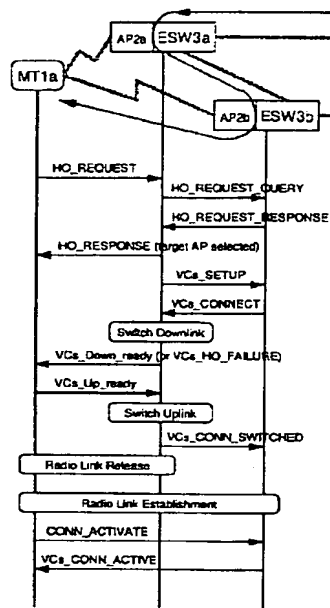 AP2a ESW3a
MT1a
AP2b ESW3b
HO_REQUEST
HO_REQUEST_QUERY
HO_REQUEST_RESPONSE
HO_RESPONSE (target AP selected)
VCs_SETUP
VCs_CONNECT
Switch Downlink
VCs_Down_ready (or VCs_HO_FAILURE)
VCs_Up_ready
Switch Uplink
VCs_CONN_SWITCHED
Radio Link Release
Radio Link Establishment
CONN_ACTIVATE
VCs_CONN_ACTIVE